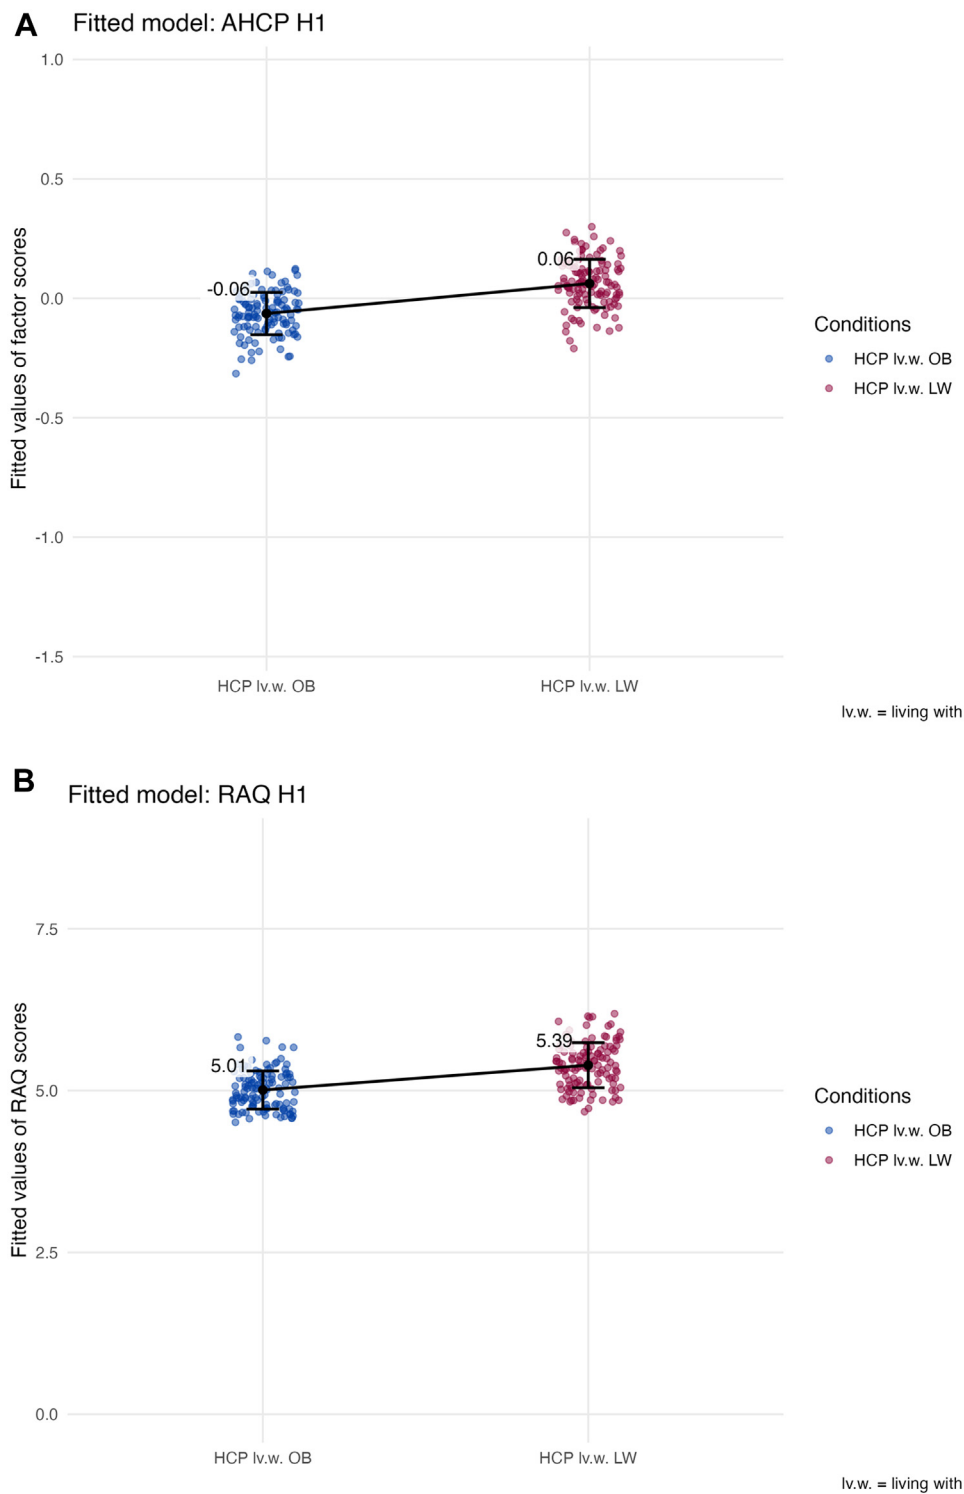 A
Fitted model: AHCP H1
1.0
0.5
0.0
-0.5
-1.0
-1.5
Fitted values of factor scores
-0.06
0.06
HCP lv.w. OB
HCP lv.w. LW
Conditions
HCP lv.w. OB
HCP lv.w. LW
lv.w. = living with
B
Fitted model: RAQ H1
7.5
5.0
2.5
0.0
Fitted values of RAQ scores
5.01
5.39
HCP lv.w. OB
HCP lv.w. LW
Conditions
HCP lv.w. OB
HCP lv.w. LW
lv.w. = living with